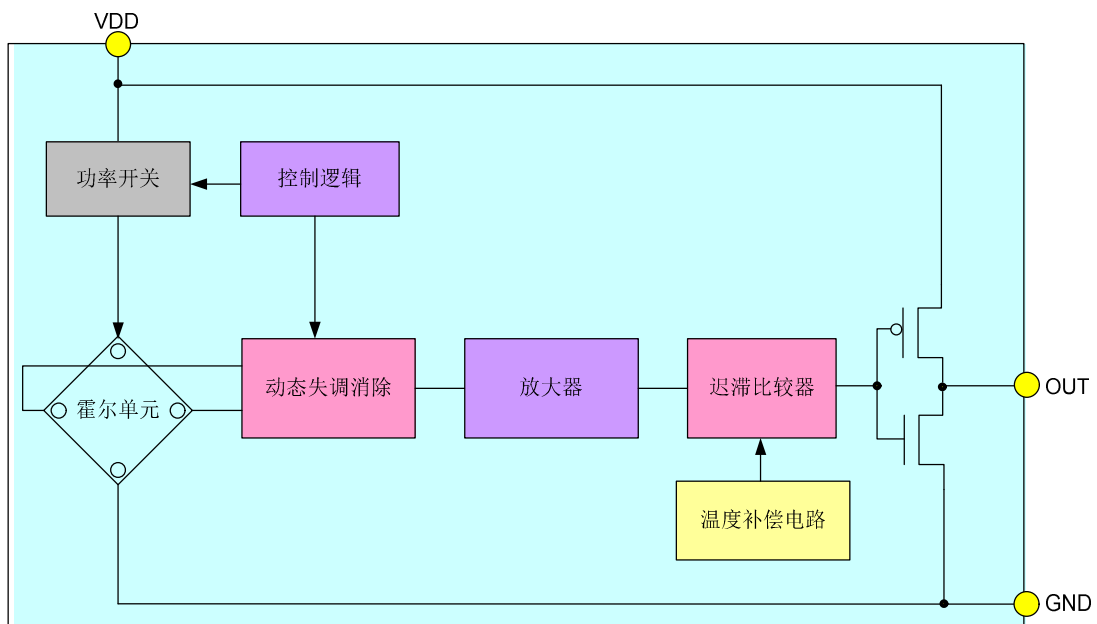 VDD
功率开关
控制逻辑
霍尔单元
动态失调消除
放大器
迟滞比较器
OUT
温度补偿电路
GND